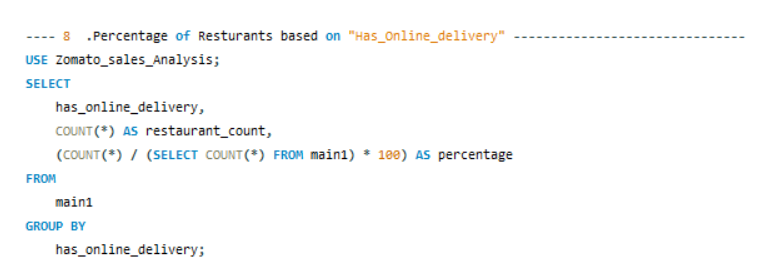 ---- 8  .Percentage of Resturants based on "Has_Online_delivery" -------------------------------
USE Zomato_sales_Analysis;
SELECT
    has_online_delivery,
    COUNT(*) AS restaurant_count,
    (COUNT(*) / (SELECT COUNT(*) FROM main1) * 100) AS percentage
FROM
    main1
GROUP BY
    has_online_delivery;